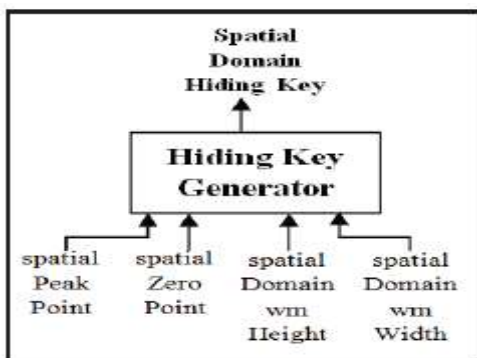 Spatial
Domain
Hiding Key
Hiding Key
Generator
spatial
Peak
Point
spatial
Zero
Point
spatial
Domain
wm
Height
spatial
Domain
wm
Width